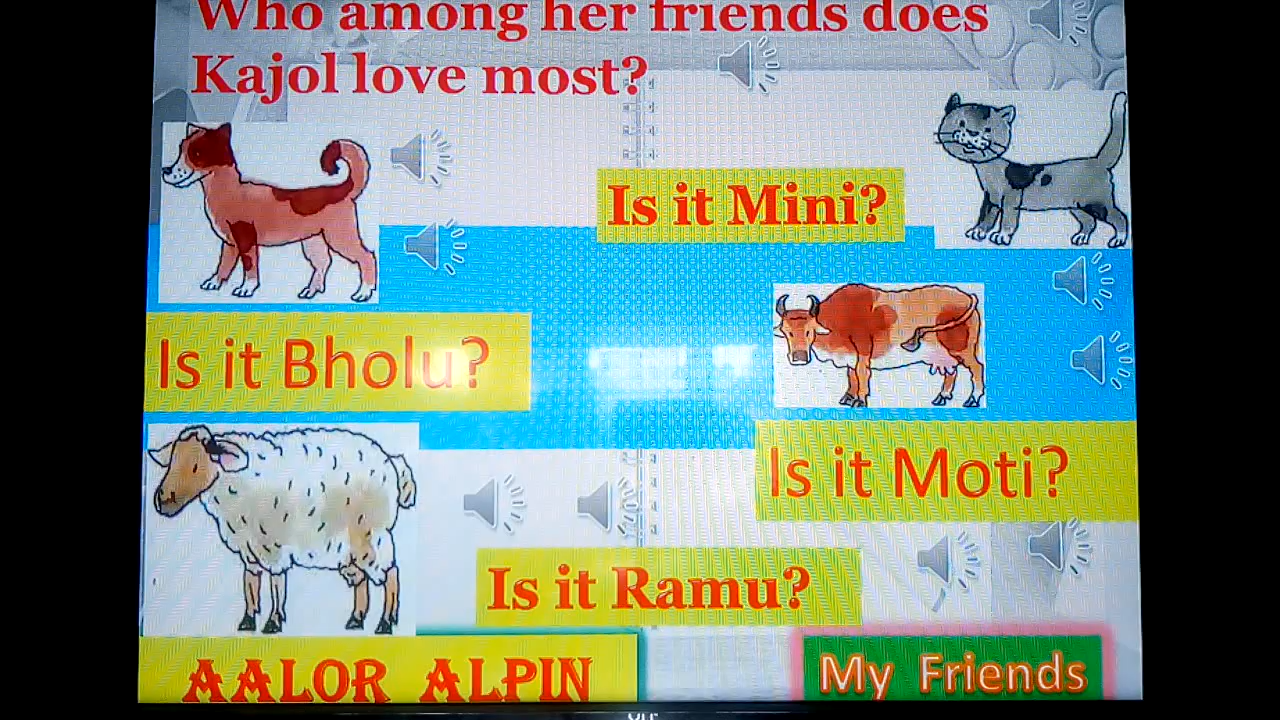 Who among her friends does
Kajol love most?
Is it Mini?
Is it Bholu?
Is it Moti?
Is it Ramu?
AALOR ALPIN
My Friends